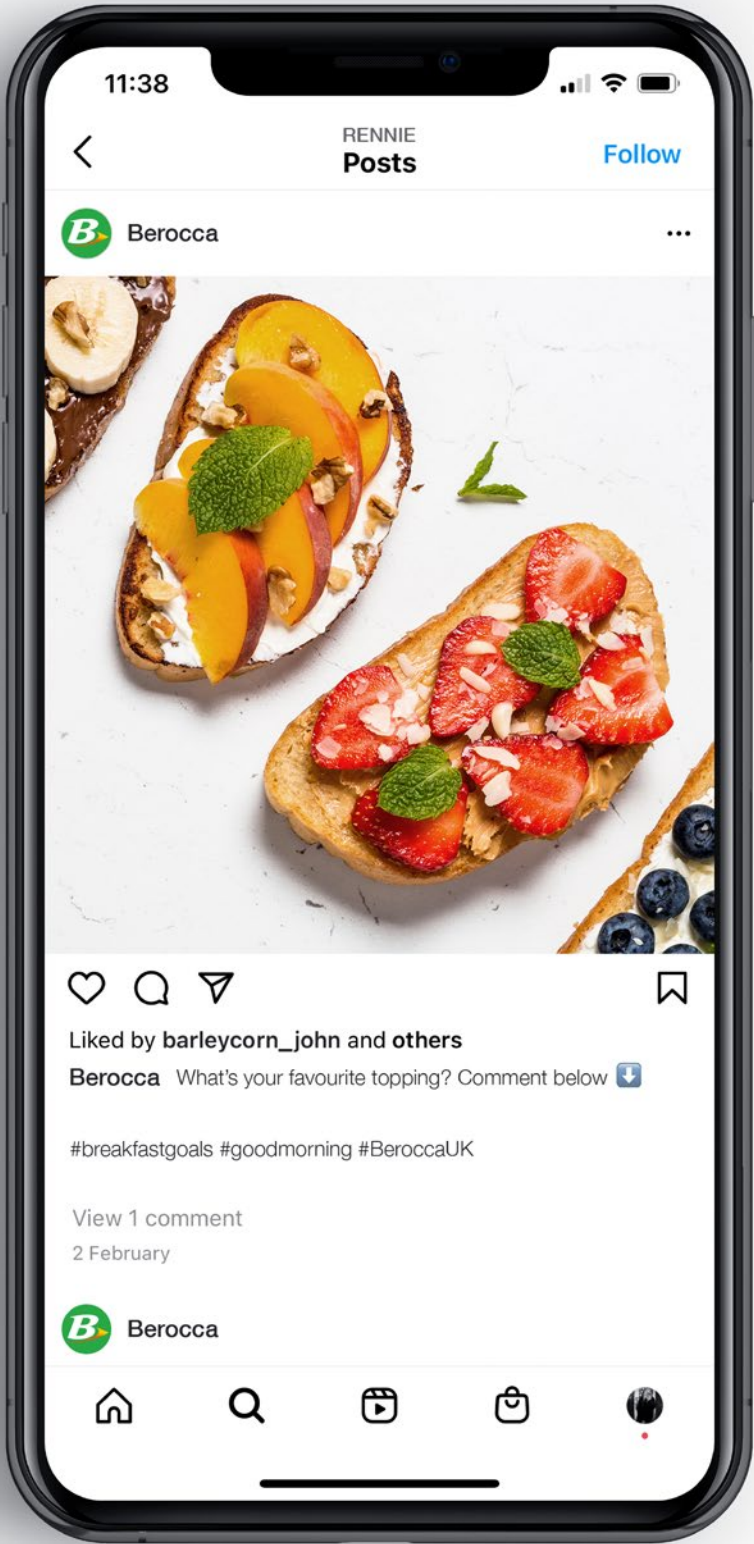 11:38
RENNIE
Posts
Follow
B
Berocca
Liked by barleycorn_john and others
Berocca What's your favourite topping? Comment below ⬇️
#breakfastgoals #goodmorning #BeroccaUK
View 1 comment
2 February
B
Berocca